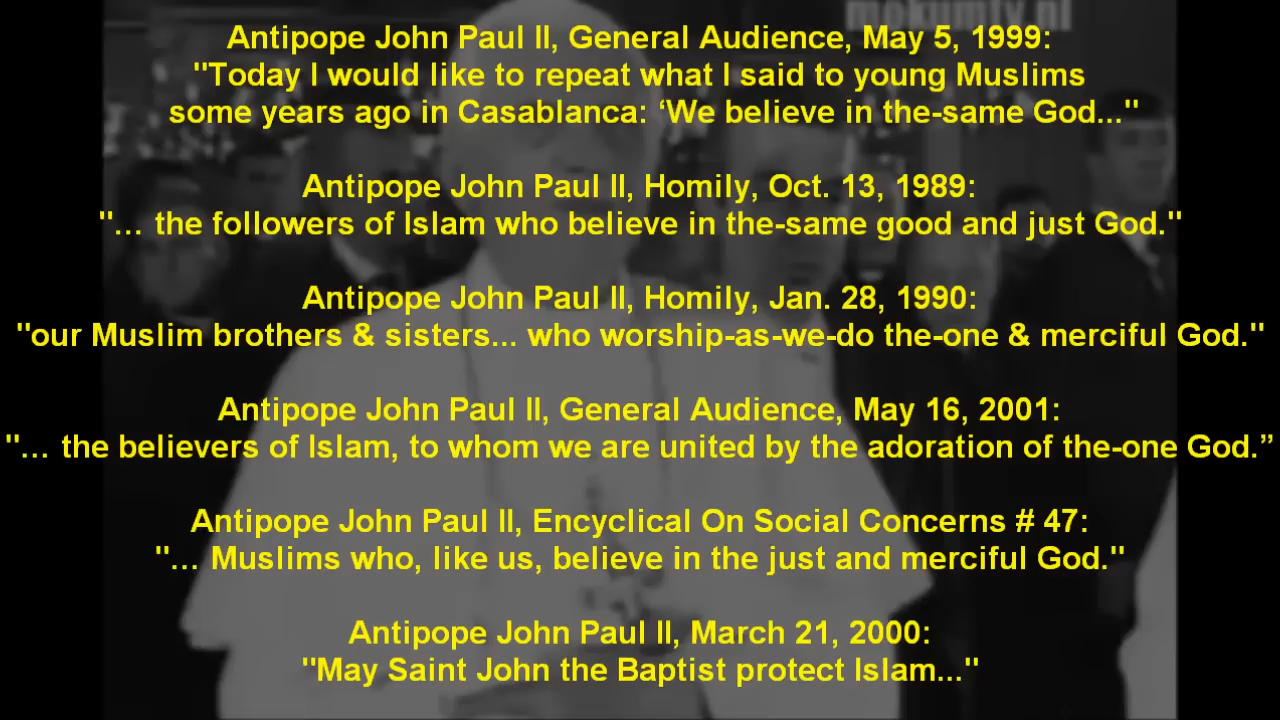 mokumtv.nl
Antipope John Paul II, General Audience, May 5, 1999:
"Today I would like to repeat what I said to young Muslims
some years ago in Casablanca: ‘We believe in the-same God..."
Antipope John Paul II, Homily, Oct. 13, 1989:
"... the followers of Islam who believe in the-same good and just God."
Antipope John Paul II, Homily, Jan. 28, 1990:
"our Muslim brothers & sisters... who worship-as-we-do the-one & merciful God."
Antipope John Paul II, General Audience, May 16, 2001:
"... the believers of Islam, to whom we are united by the adoration of the-one God.”
Antipope John Paul II, Encyclical On Social Concerns # 47:
"... Muslims who, like us, believe in the just and merciful God."
Antipope John Paul II, March 21, 2000:
"May Saint John the Baptist protect Islam..."